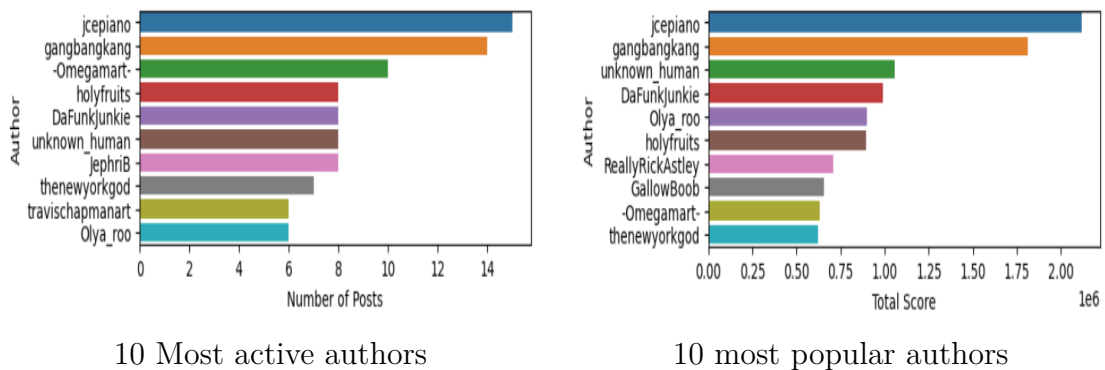 jcepiano
gangbangkang
-Omegamart-
holyfruits
DaFunkJunkie
unknown_human
JephriB
thenewyorkgod
travischapmanart
Olya_roo
Author
0 2 4 6 8 10 12 14
Number of Posts
10 Most active authors
jcepiano
gangbangkang
unknown_human
DaFunkJunkie
Olya_roo
holyfruits
ReallyRickAstley
GallowBoob
-Omegamart-
thenewyorkgod
Author
0.00 0.25 0.50 0.75 1.00 1.25 1.50 1.75 2.00
Total Score
1e6
10 most popular authors